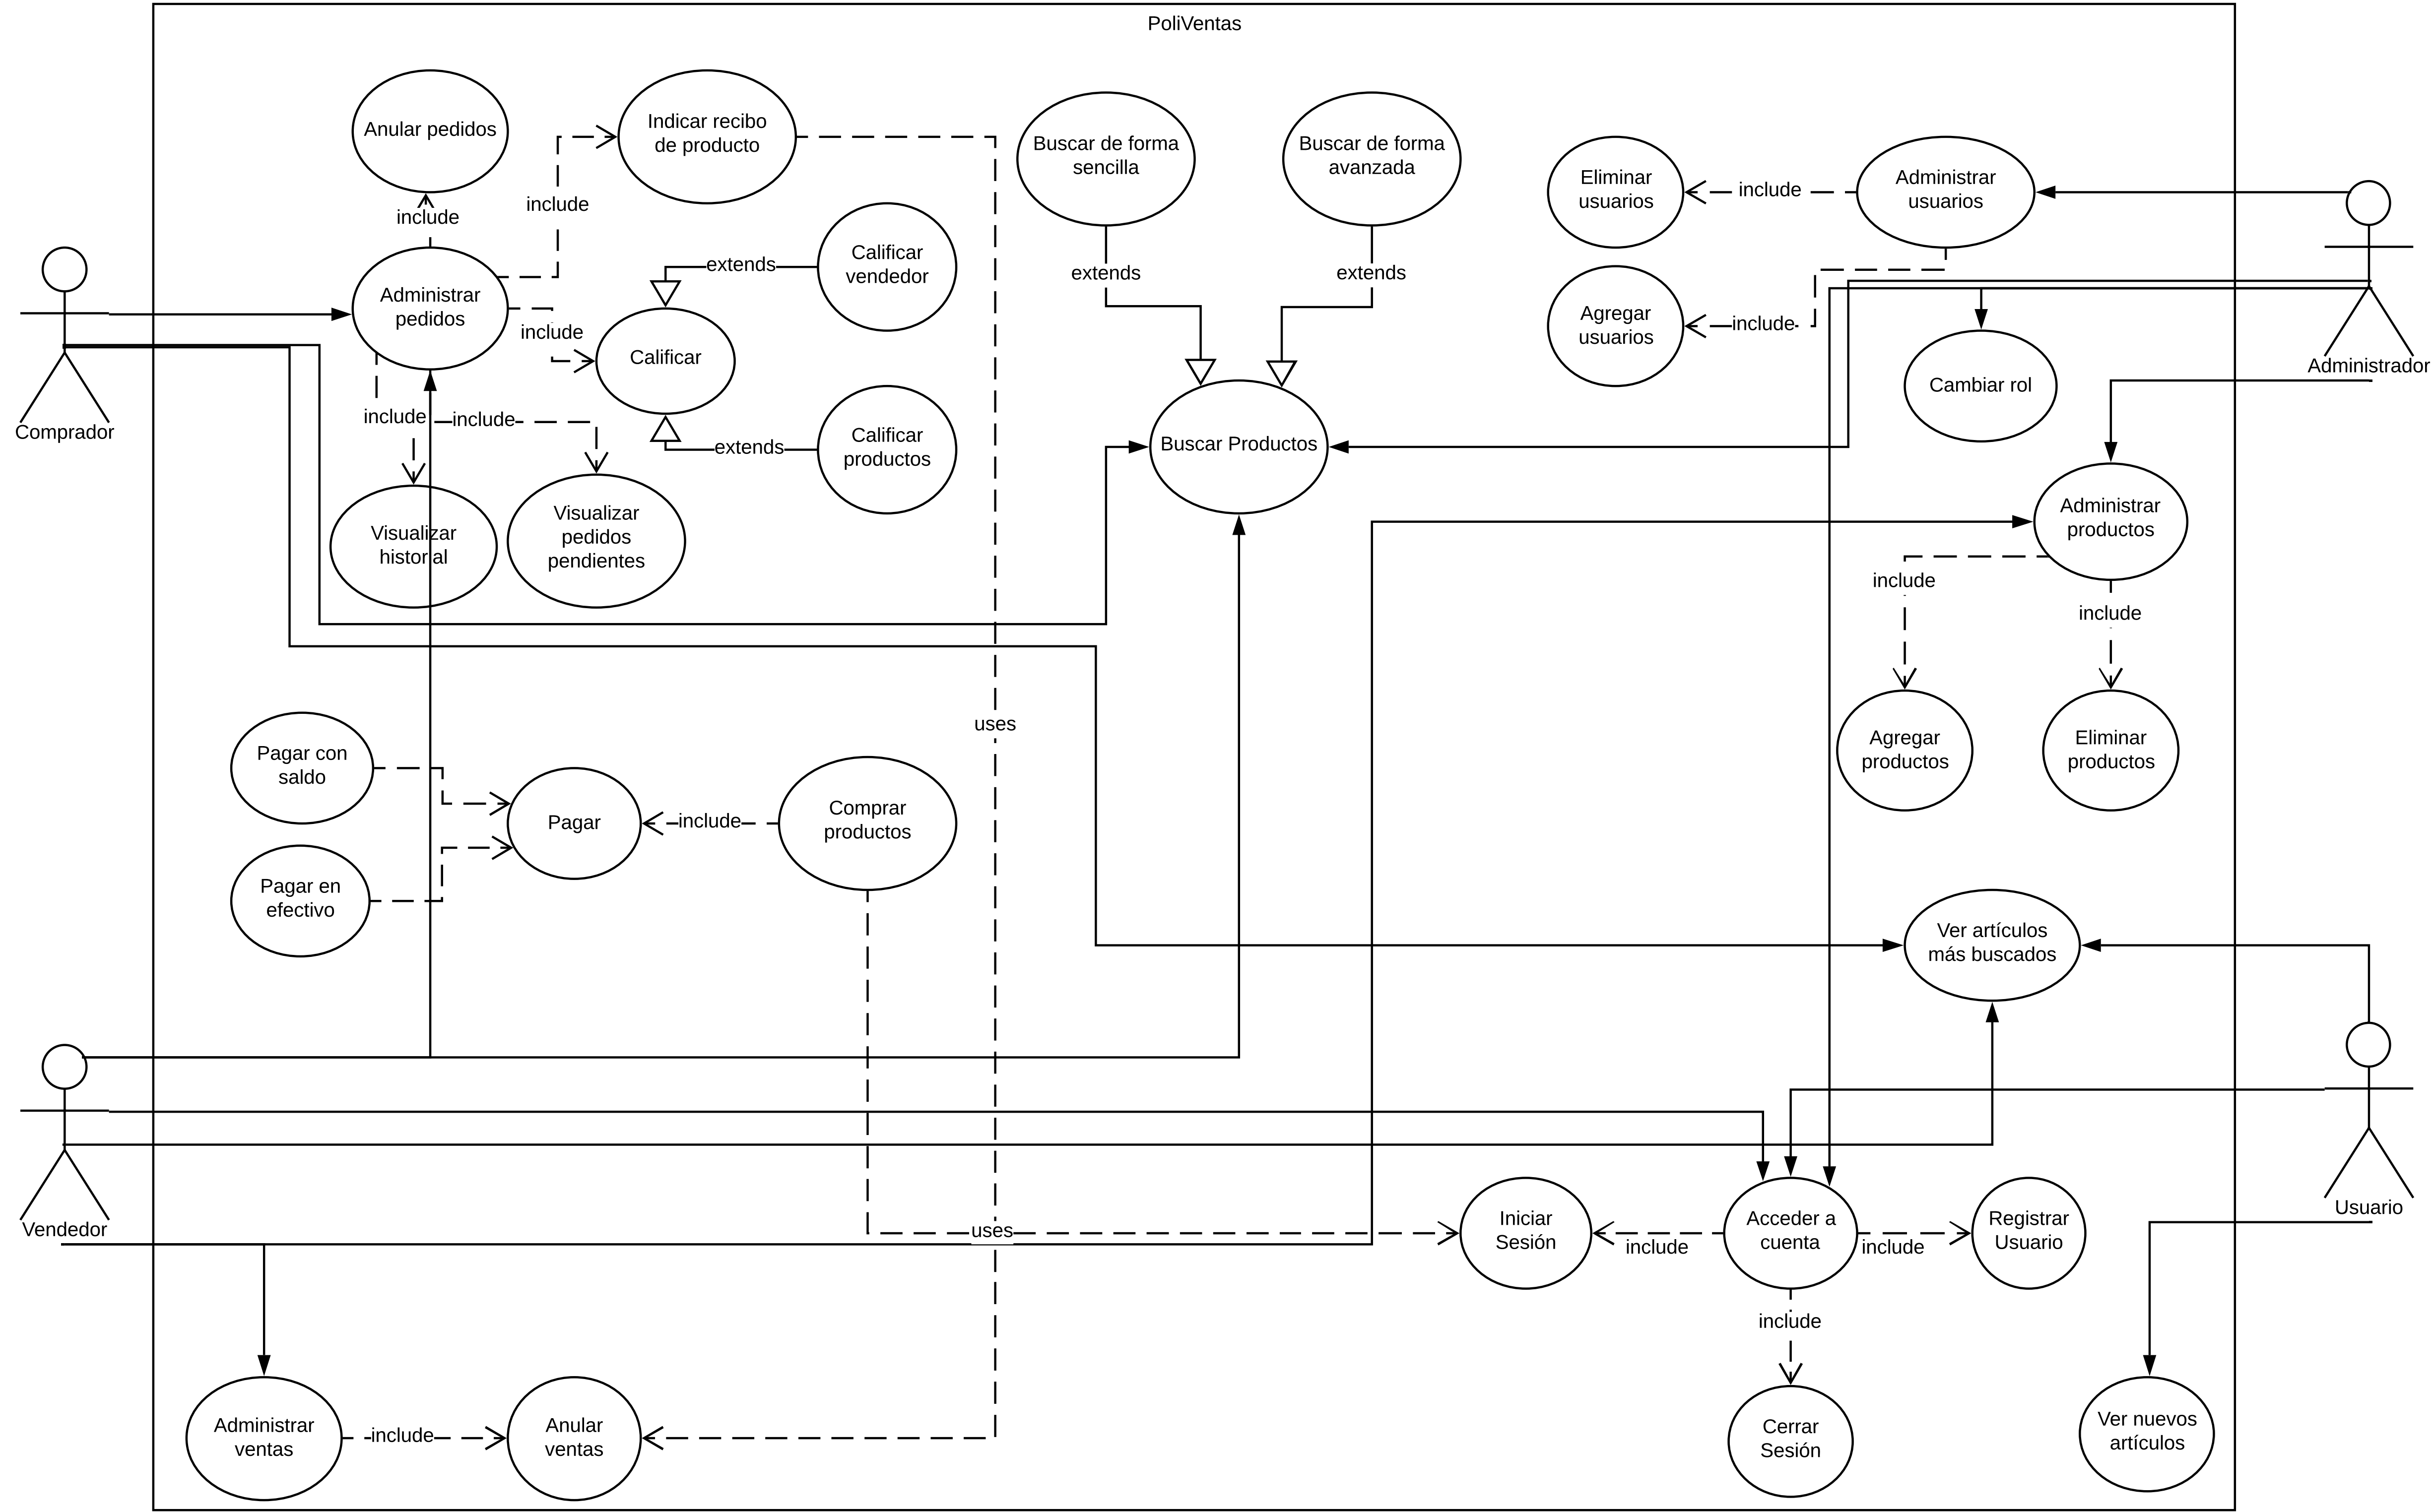 PoliVentas
Anular pedidos
Indicar recibo
de producto
Buscar de forma
sencilla
Buscar de forma
avanzada
Eliminar
usuarios
include
Administrar
usuarios
include
include
Calificar
vendedor
extends
extends
extends
Administrar
pedidos
Agregar
usuarios
include
include
Calificar
Administrador
Cambiar rol
Comprador
include
include
Calificar
productos
extends
Buscar Productos
Visualizar
historial
Visualizar
pedidos
pendientes
Administrar
productos
include
include
uses
Pagar con
saldo
Pagar
include
Comprar
productos
Agregar
productos
Eliminar
productos
Pagar en
efectivo
Ver artículos
más buscados
Vendedor
Usuario
uses
Iniciar
Sesión
include
Acceder a
cuenta
include
Registrar
Usuario
include
Administrar
ventas
include
Anular
ventas
Cerrar
Sesión
Ver nuevos
artículos